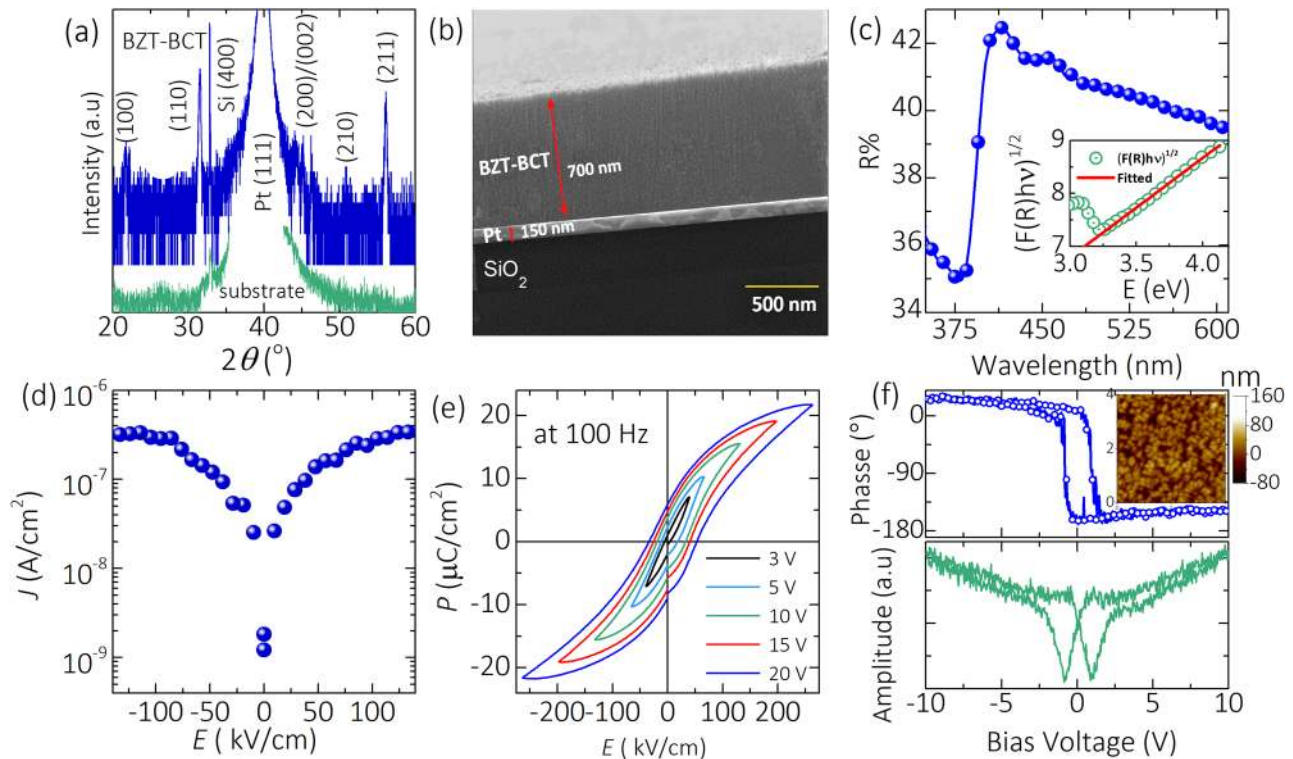 (a)
BZT-BCT
(100)
(110)
Si (400)
Pt (111)
(200)/(002)
(210)
(211)
substrate
Intensity (a.u)
20 30 40 50 60
2θ (°)
(b)
BZT-BCT
700 nm
Pt
150 nm
SiO2
500 nm
(c)
R%
42
40
38
36
34
375 450 525 600
Wavelength (nm)
(F(R)hν)^1/2
9
8
7
(F(R)hν)^1/2
Fitted
3.0 3.5 4.0
E (eV)
(d)
J (A/cm²)
10^-6
10^-7
10^-8
10^-9
-100 -50 0 50 100
E ( kV/cm)
(e)
at 100 Hz
P (μC/cm²)
20
10
0
-10
-20
3 V
5 V
10 V
15 V
20 V
-200 -100 0 100 200
E ( kV/cm)
(f)
Phasse (°)
0
-90
-180
4
2
0
nm
160
80
0
-80
Amplitude (a.u)
-10 -5 0 5 10
Bias Voltage (V)